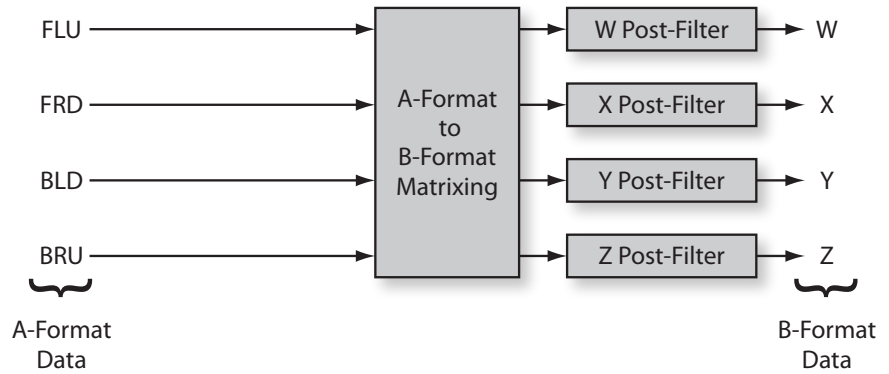 FLU
FRD
BLD
BRU
A-Format
Data
A-Format
to
B-Format
Matrixing
W Post-Filter
X Post-Filter
Y Post-Filter
Z Post-Filter
W
X
Y
Z
B-Format
Data